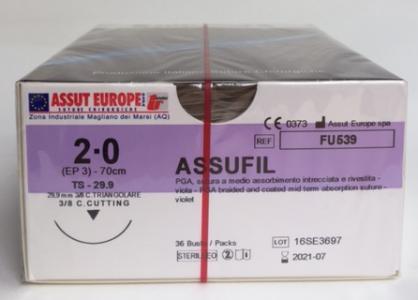 ASSUT EUROPE
SUTURE CHIRURGICHE
Zona Industriale Magliano dei Marsi (AQ)
2-0
(EP 3) - 70cm
TS - 29.9
29,9 mm 3/8 C.TRIANGOLARE
3/8 C.CUTTING
CE 0373 Assut Europe spa
REF FU539
ASSUFIL
PGA, sutura a medio assorbimento intrecciata e rivestita -
viola - PGA braided and coated mid term absorption suture -
violet
36 Buste / Packs
STERILE EO 2
LOT 16SE3697
2021-07